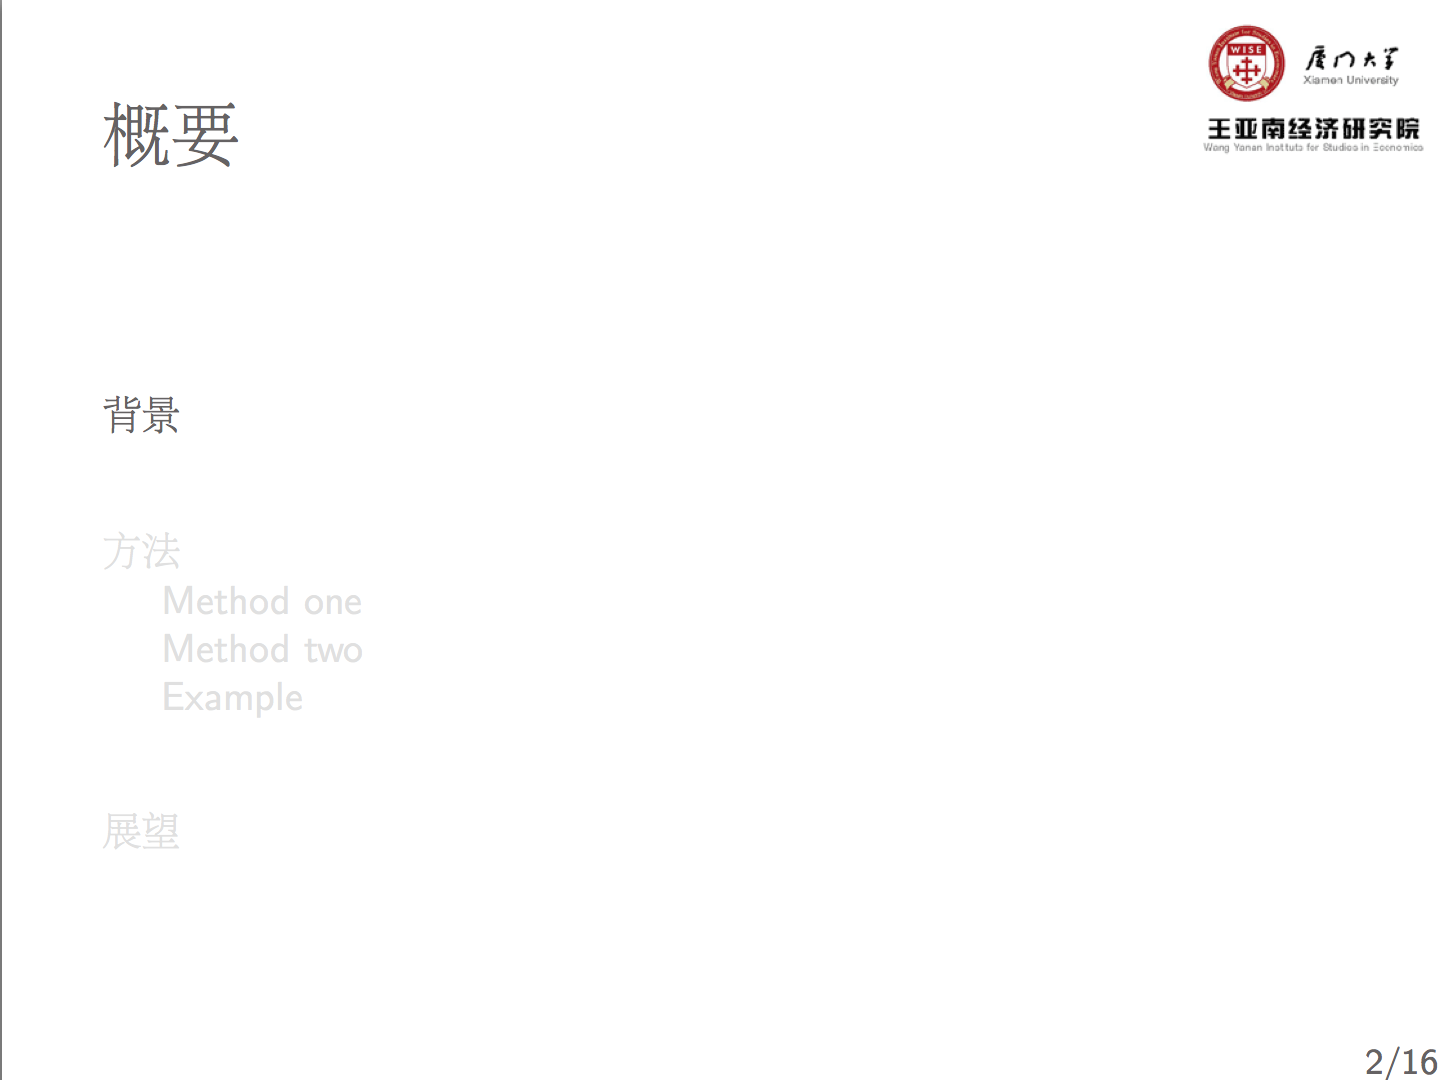 WISE
厦门大学
Xiamen University
王亚南经济研究院
Wang Yanan Institute for Studies in Economics
概要
背景
方法
Method one
Method two
Example
展望
2/16